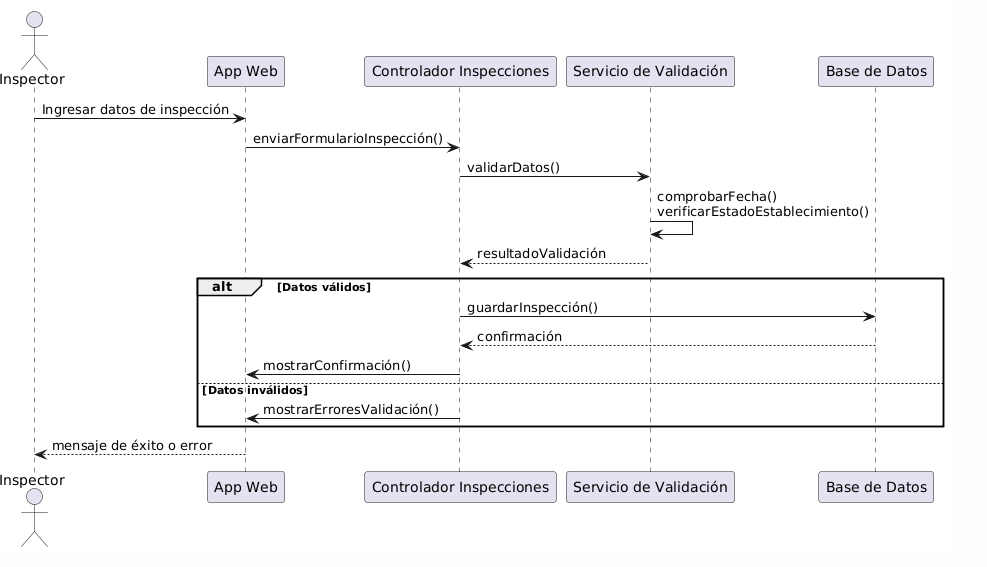 Inspector
App Web
Controlador Inspecciones
Servicio de Validación
Base de Datos
Ingresar datos de inspección
enviarFormularioInspección()
validarDatos()
comprobarFecha()
verificarEstadoEstablecimiento()
resultadoValidación
alt
[Datos válidos]
guardarInspección()
confirmación
mostrarConfirmación()
[Datos inválidos]
mostrarErroresValidación()
mensaje de éxito o error
Inspector
App Web
Controlador Inspecciones
Servicio de Validación
Base de Datos